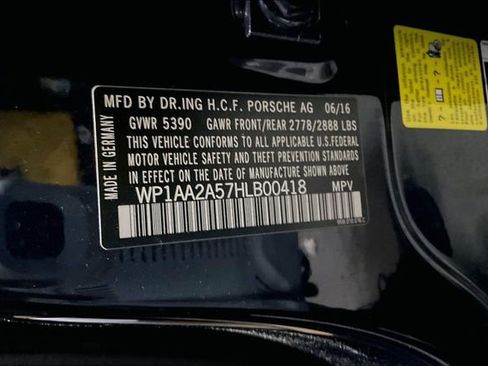 MFD BY DR.ING H.C.F. PORSCHE AG 06/16
GVWR 5390 GAWR FRONT/REAR 2778/2888 LBS
THIS VEHICLE CONFORMS TO ALL APPLICABLE U.S.FEDERAL
MOTOR VEHICLE SAFETY AND THEFT PREVENTION STANDARDS
IN EFFECT ON THE DATE OF MANUFACTURE SHOWN ABOVE
WP1AA2A57HLB00418 MPV
MADE IN GERMANY